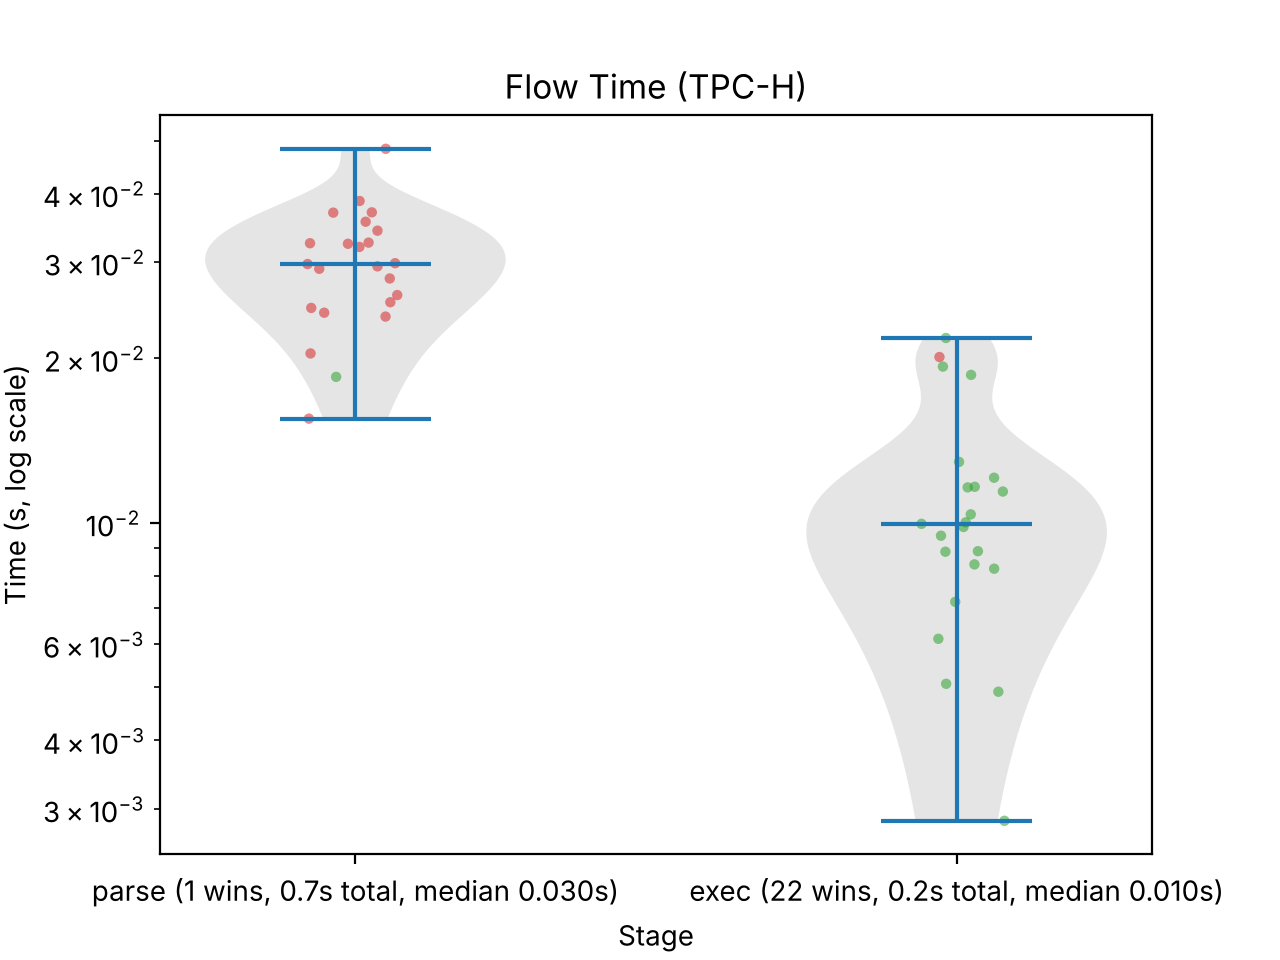 Flow Time (TPC-H)
Time (s, log scale)
4 × 10⁻²
3 × 10⁻²
2 × 10⁻²
10⁻²
6 × 10⁻³
4 × 10⁻³
3 × 10⁻³
parse (1 wins, 0.7s total, median 0.030s)
exec (22 wins, 0.2s total, median 0.010s)
Stage